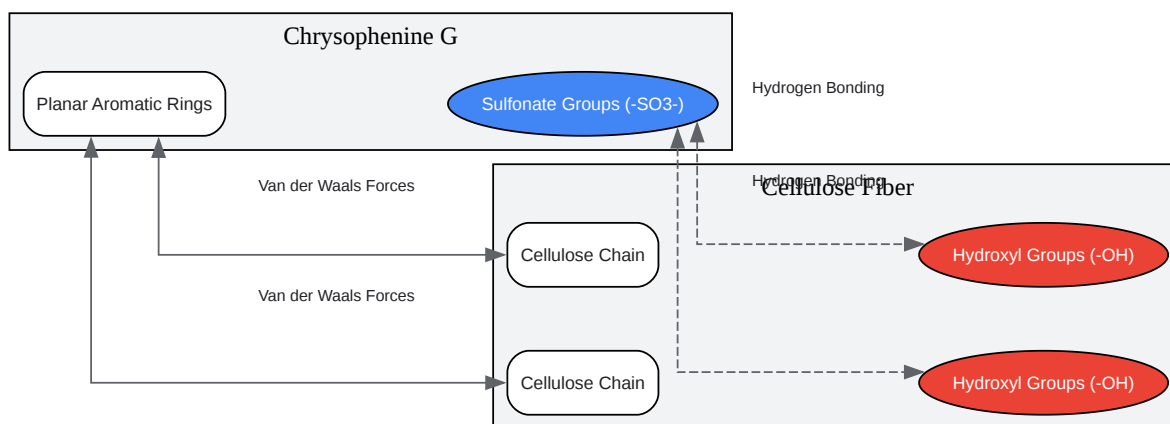 Chrysophenine G
Planar Aromatic Rings
Sulfonate Groups (-SO3-)
Hydrogen Bonding
Van der Waals Forces
Hydrogen Bonding
Cellulose Fiber
Cellulose Chain
Hydroxyl Groups (-OH)
Van der Waals Forces
Cellulose Chain
Hydroxyl Groups (-OH)